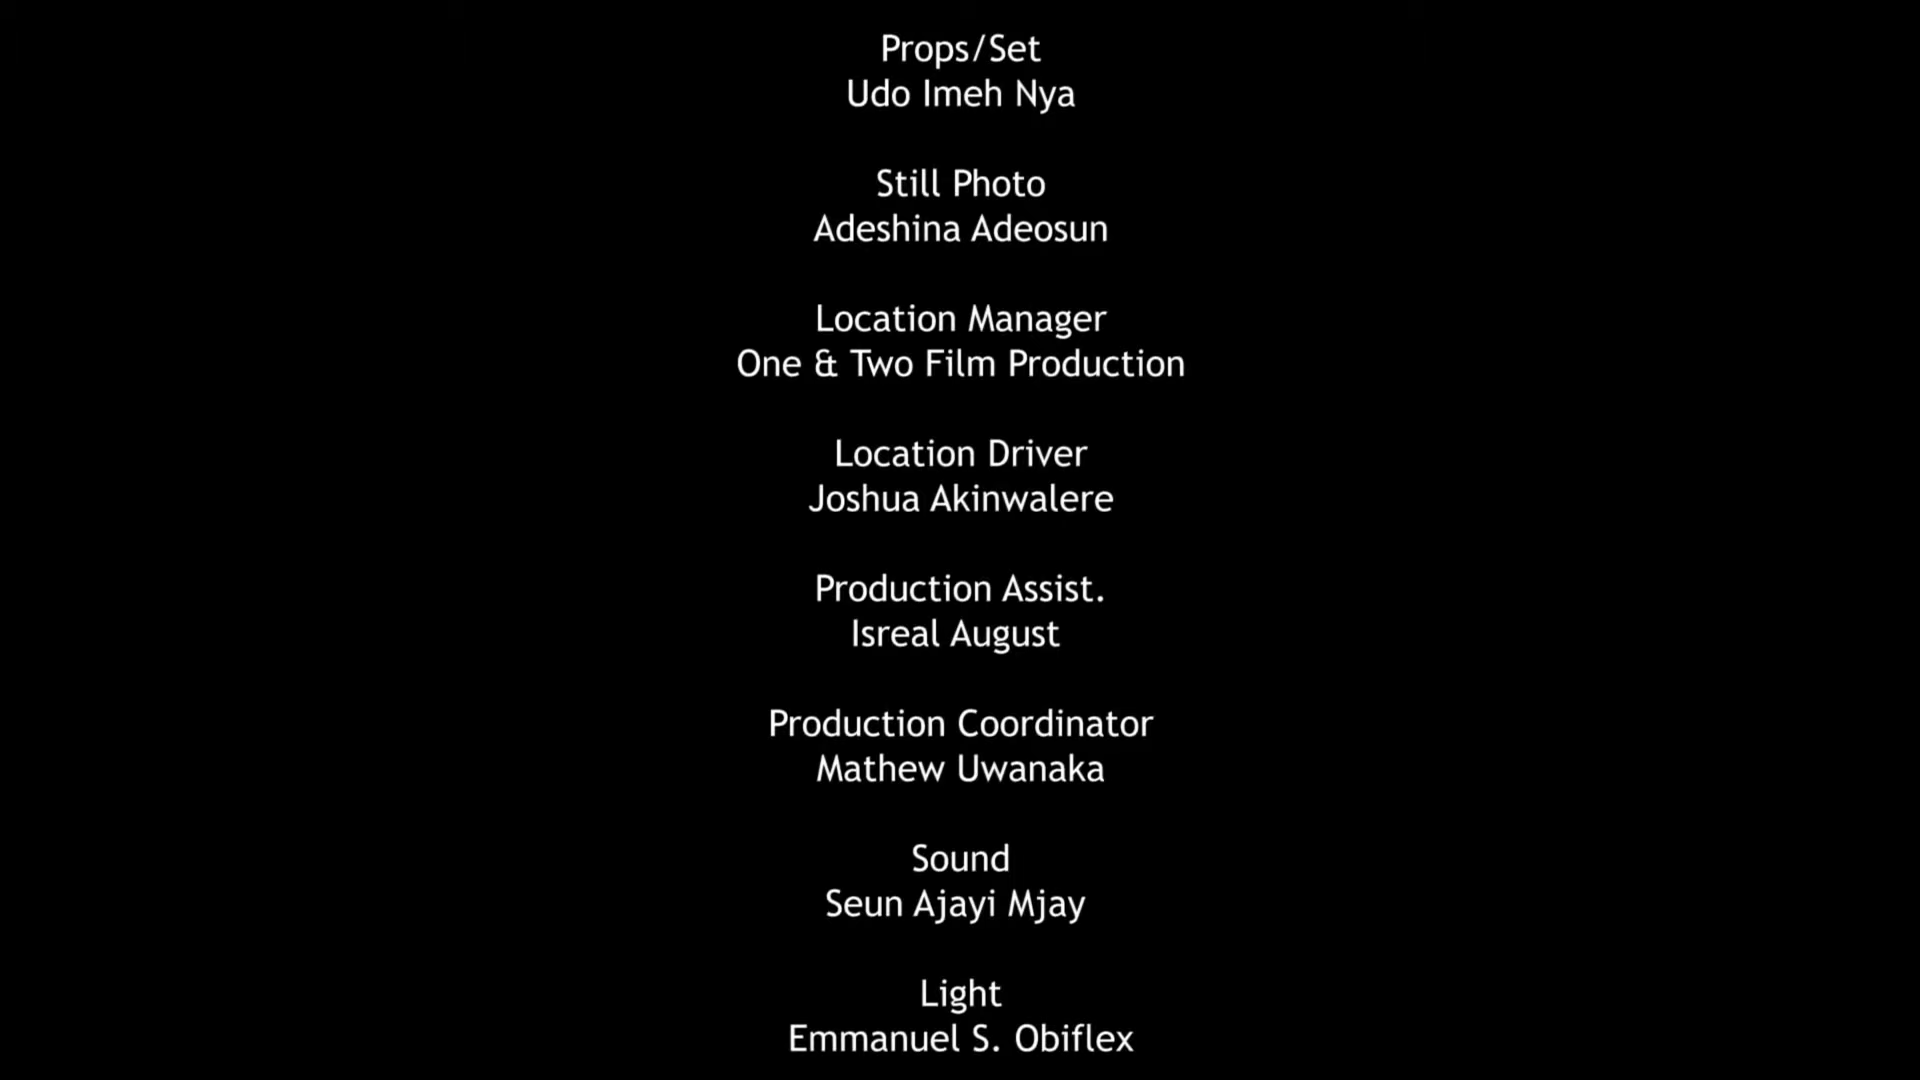 Props/Set
Udo Imeh Nya
Still Photo
Adeshina Adeosun
Location Manager
One & Two Film Production
Location Driver
Joshua Akinwalere
Production Assist.
Isreal August
Production Coordinator
Mathew Uwanaka
Sound
Seun Ajayi Mjay
Light
Emmanuel S. Obiflex